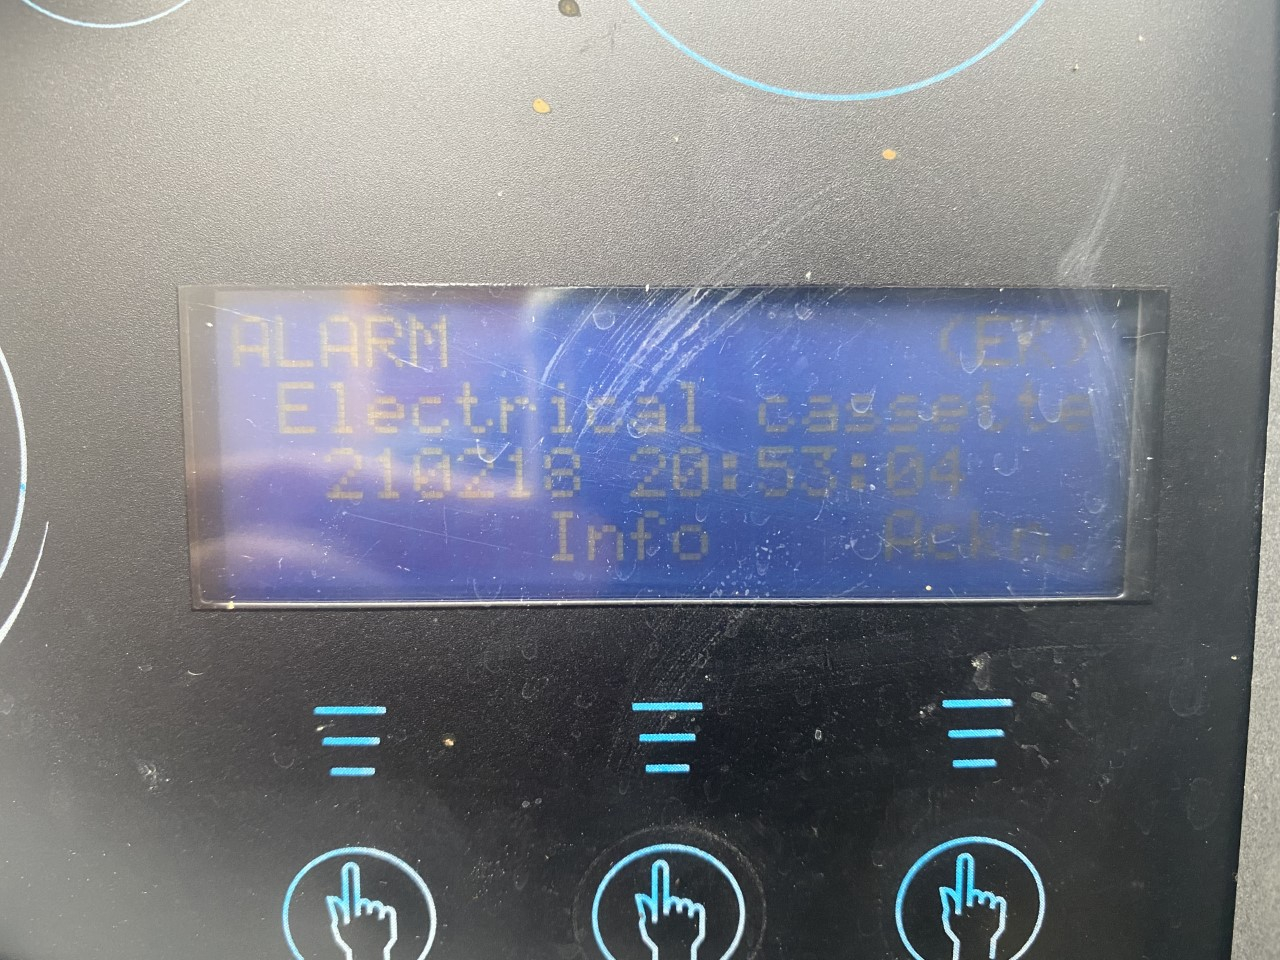 ALARM (EK)
Electrical cassette
210218 20:53:04
Info Ackn.